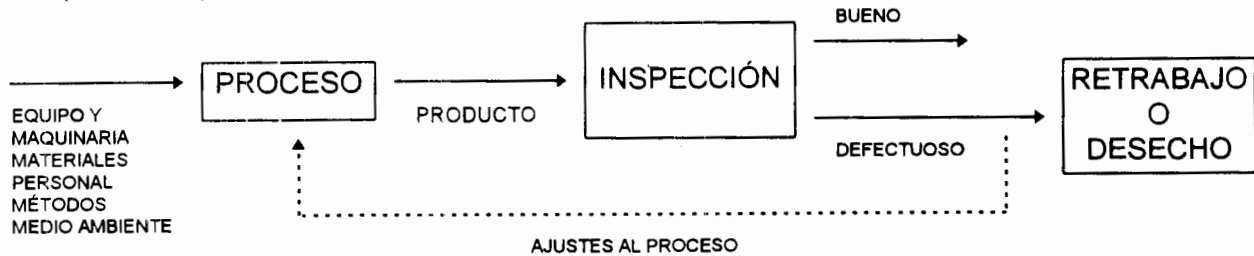 BUENO
PROCESO
INSPECCIÓN
RETRABAJO
O
DESECHO
EQUIPO Y
MAQUINARIA
MATERIALES
PERSONAL
MÉTODOS
MEDIO AMBIENTE
PRODUCTO
DEFECTUOSO
AJUSTES AL PROCESO